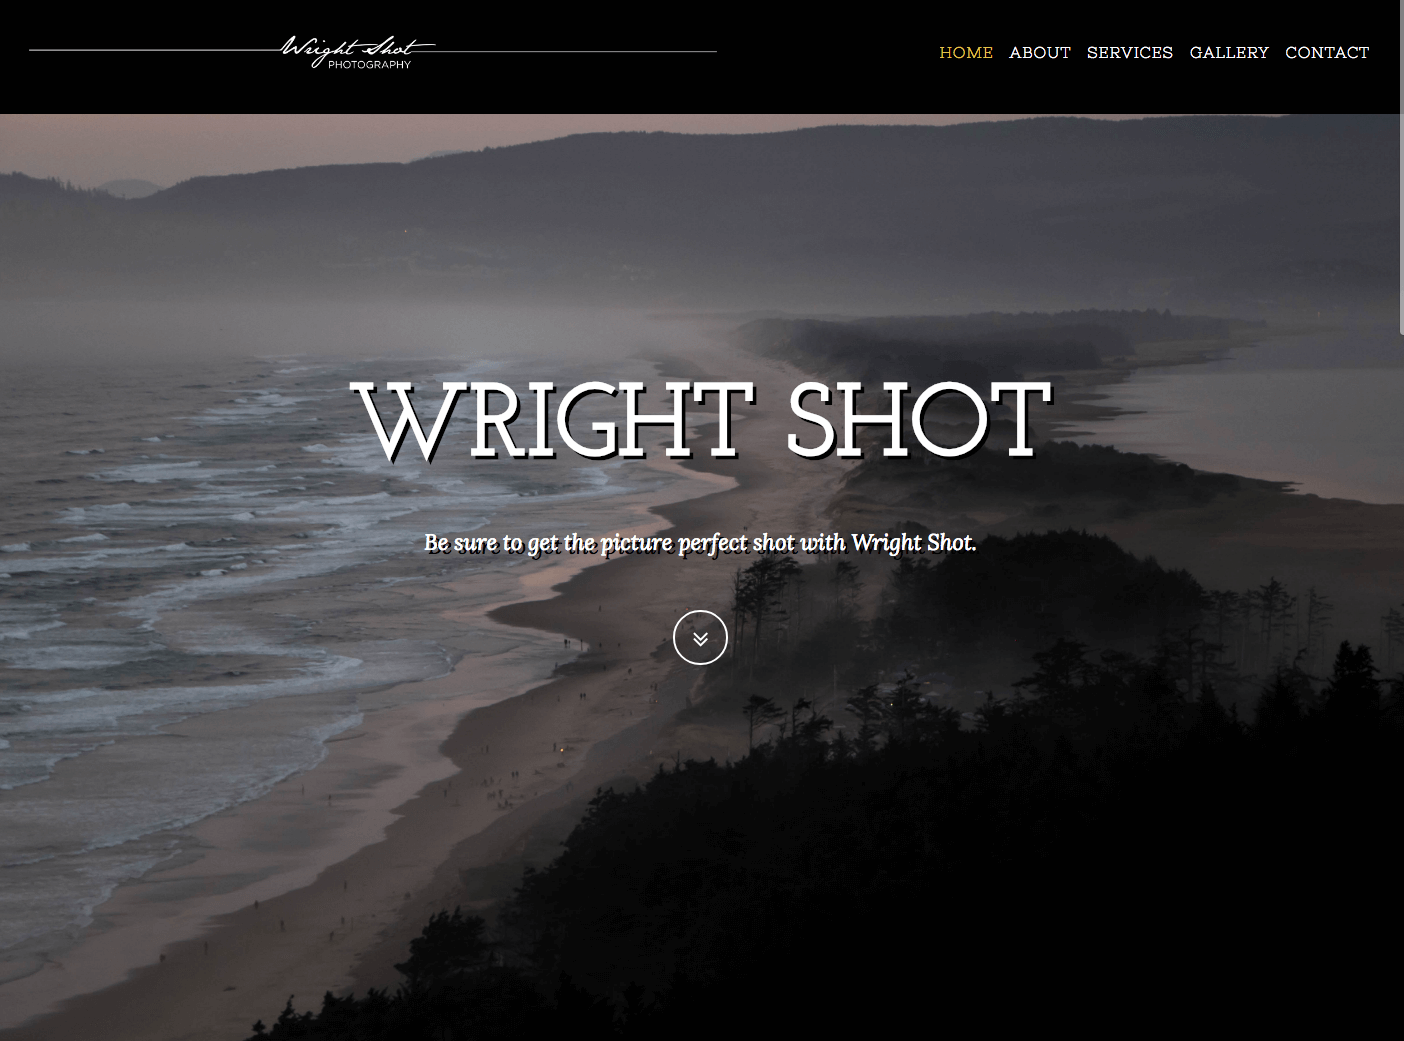 Wright Shot
PHOTOGRAPHY
HOME ABOUT SERVICES GALLERY CONTACT
WRIGHT SHOT
Be sure to get the picture perfect shot with Wright Shot.